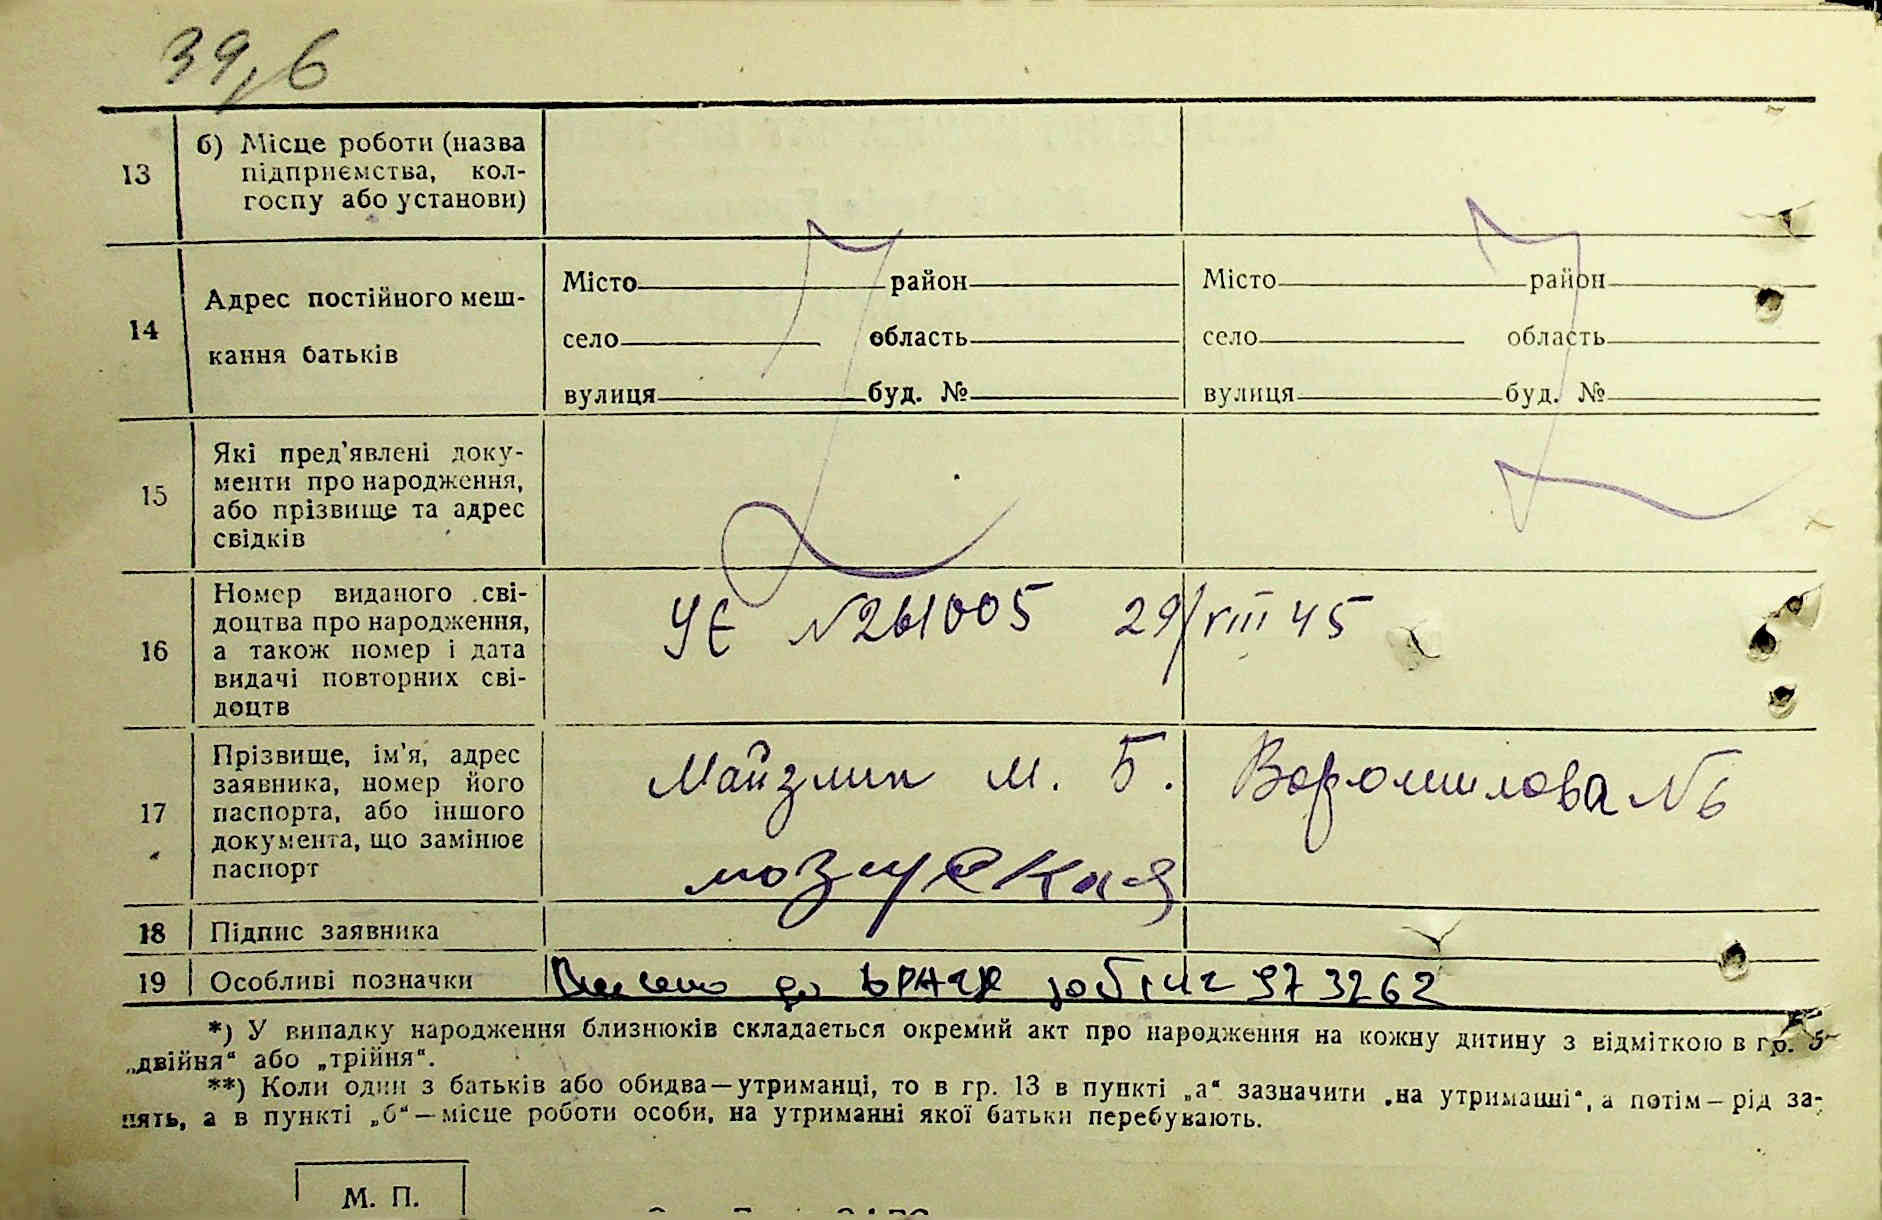 39,6
13
б) Місце роботи (назва
підприємства, кол-
госпу або установи)
14
Адрес постійного меш-
кання батьків
Місто район
село область
вулиця буд. №
Місто район
село область
вулиця буд. №
15
Які пред'явлені доку-
менти про народження,
або прізвище та адрес
свідків
16
Номер виданого сві-
доцтва про народження,
а також номер і дата
видачі повторних сві-
доцтв
УЄ №261005 29/VIII 45
17
Прізвище, ім'я, адрес
заявника, номер його
паспорта, або іншого
документа, що замінює
паспорт
Майзлин М. Б. Ворошилова №6
18
Підпис заявника
19
Особливі позначки
до 973262
*) У випадку народження близнюків складається окремий акт про народження на кожну дитину з відміткою в гр. 5
„двійня“ або „трійня“.
**) Коли один з батьків або обидва—утриманці, то в гр. 13 в пункті „а“ зазначити „на утриманні“, а потім—рід за-
нять, а в пункті „б“—місце роботи особи, на утриманні якої батьки перебувають.
М. П.